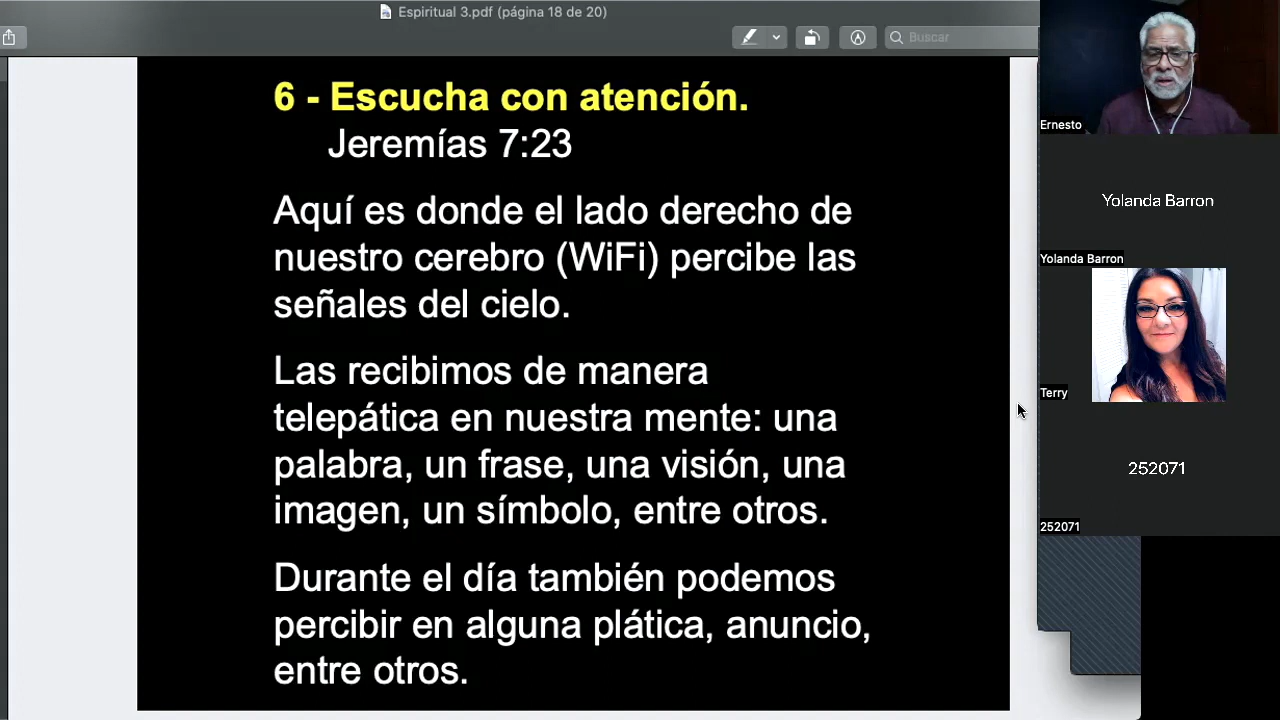 Espiritual 3.pdf (página 18 de 20)
Buscar
6 - Escucha con atención.
Jeremías 7:23
Aquí es donde el lado derecho de
nuestro cerebro (WiFi) percibe las
señales del cielo.
Las recibimos de manera
telepática en nuestra mente: una
palabra, un frase, una visión, una
imagen, un símbolo, entre otros.
Durante el día también podemos
percibir en alguna plática, anuncio,
entre otros.
Ernesto
Yolanda Barron
Yolanda Barron
Terry
252071
252071